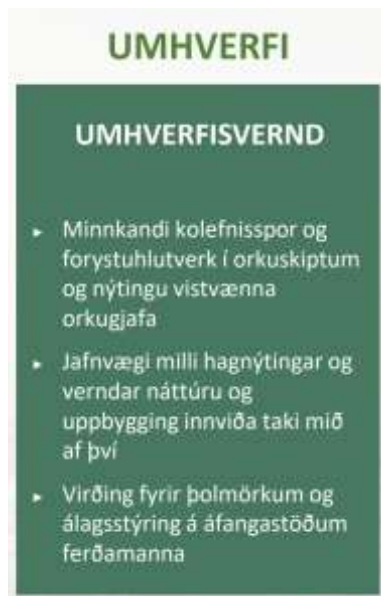 UMHVERFI
UMHVERFISVERND
▸ Minnkandi kolefnisspor og
forystuhlutverk í orkuskiptum
og nýtingu vistvænna
orkugjafa
▸ Jafnvægi milli hagnýtingar og
verndar náttúru og
uppbygging innviða taki mið
af því
▸ Virðing fyrir þolmörkum og
álagsstýring á áfangastöðum
ferðamanna